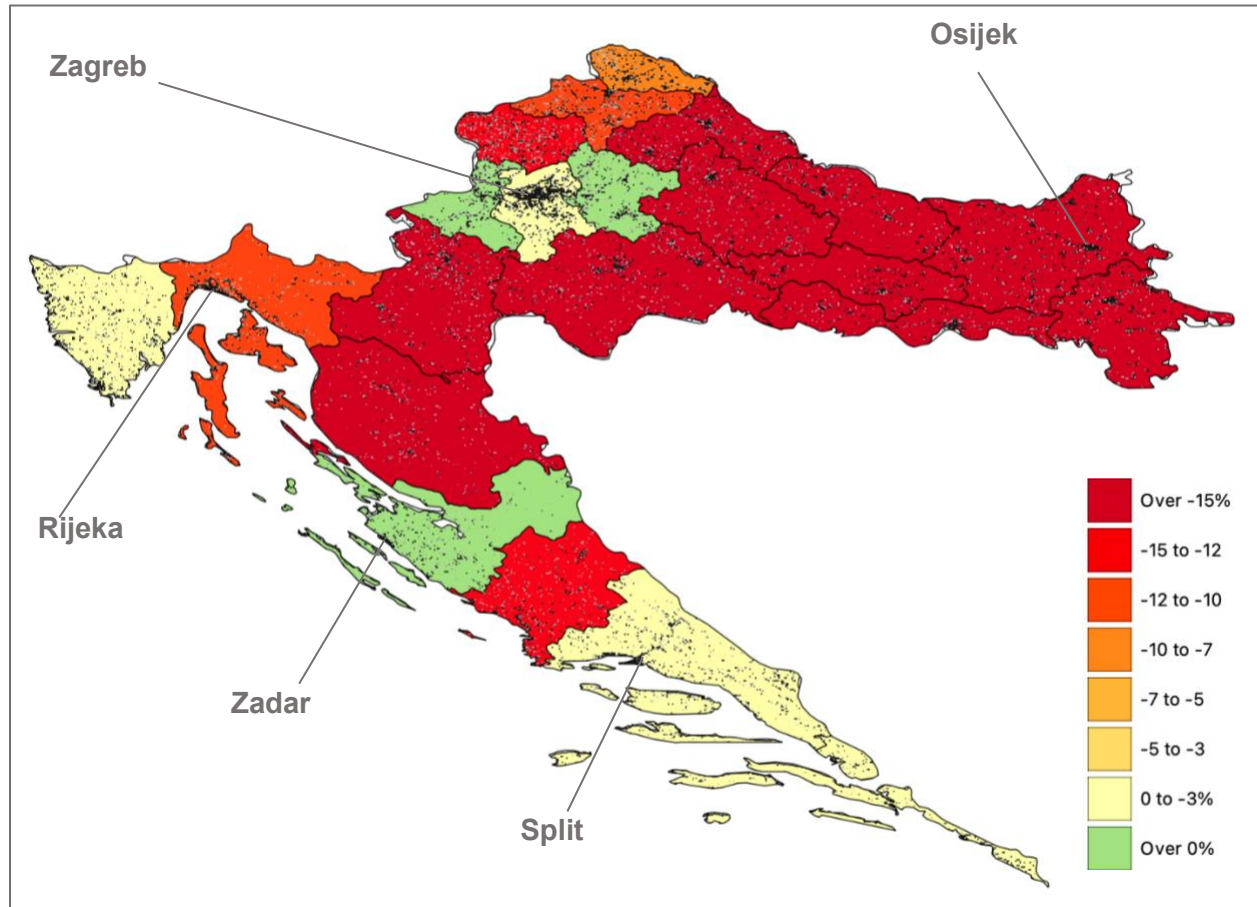 Zagreb
Osijek
Rijeka
Zadar
Split
Over -15%
-15 to -12
-12 to -10
-10 to -7
-7 to -5
-5 to -3
0 to -3%
Over 0%